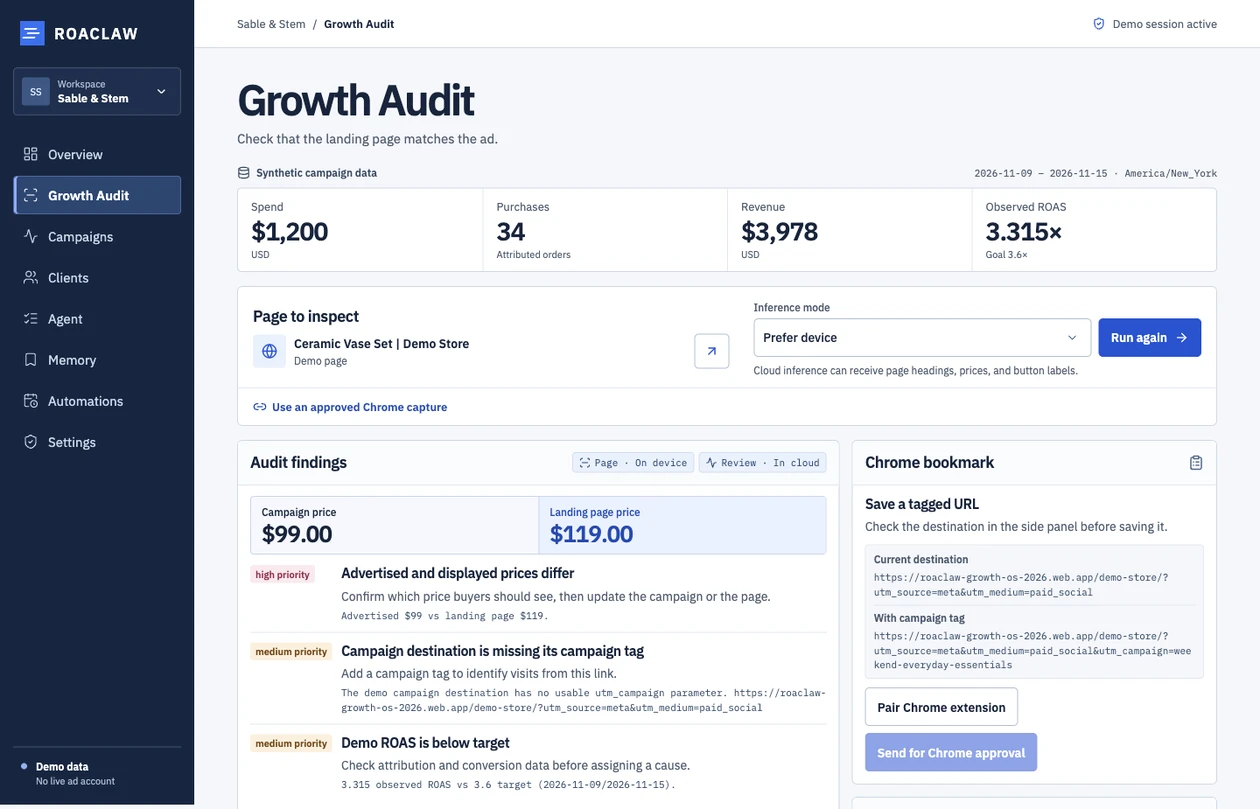 ROACLAW
SS
Workspace
Sable & Stem
Overview
Growth Audit
Campaigns
Clients
Agent
Memory
Automations
Settings
Demo data
No live ad account
Sable & Stem / Growth Audit
Demo session active
Growth Audit
Check that the landing page matches the ad.
Synthetic campaign data
2026-11-09 – 2026-11-15 · America/New_York
Spend
$1,200
USD
Purchases
34
Attributed orders
Revenue
$3,978
USD
Observed ROAS
3.315×
Goal 3.6×
Page to inspect
Ceramic Vase Set | Demo Store
Demo page
Inference mode
Prefer device
Run again
Cloud inference can receive page headings, prices, and button labels.
Use an approved Chrome capture
Audit findings
Page · On device
Review · In cloud
Campaign price
$99.00
Landing page price
$119.00
high priority
Advertised and displayed prices differ
Confirm which price buyers should see, then update the campaign or the page.
Advertised $99 vs landing page $119.
medium priority
Campaign destination is missing its campaign tag
Add a campaign tag to identify visits from this link.
The demo campaign destination has no usable utm_campaign parameter. https://roaclaw-
growth-os-2026.web.app/demo-store/?utm_source=meta&utm_medium=paid_social
medium priority
Demo ROAS is below target
Check attribution and conversion data before assigning a cause.
3.315 observed ROAS vs 3.6 target (2026-11-09/2026-11-15).
Chrome bookmark
Save a tagged URL
Check the destination in the side panel before saving it.
Current destination
https://roaclaw-growth-os-2026.web.app/demo-store/?
utm_source=meta&utm_medium=paid_social
With campaign tag
https://roaclaw-growth-os-2026.web.app/demo-store/?
utm_source=meta&utm_medium=paid_social&utm_campaign=wee
kend-everyday-essentials
Pair Chrome extension
Send for Chrome approval